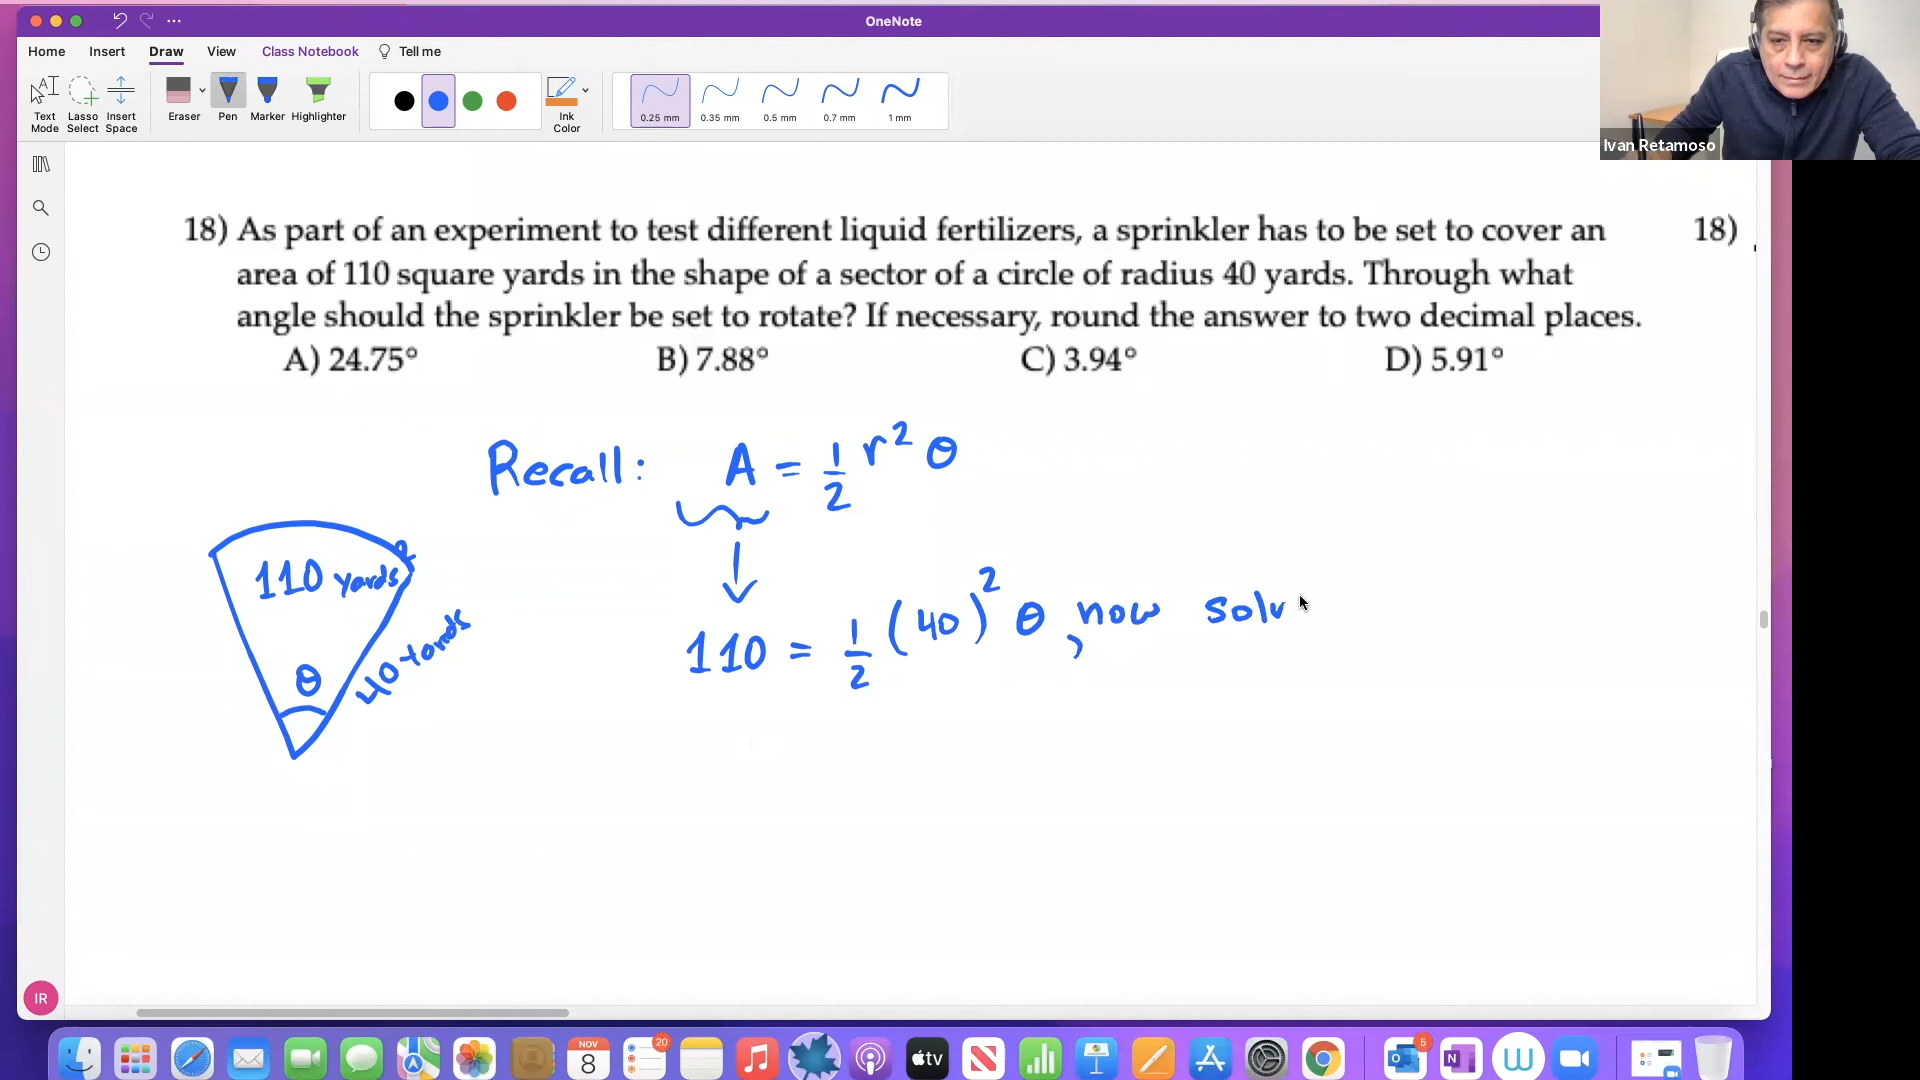 OneNote
Home Insert Draw View Class Notebook Tell me
Text Mode
Lasso Select
Insert Space
Eraser
Pen
Marker
Highlighter
Ink Color
0.25 mm
0.35 mm
0.5 mm
0.7 mm
1 mm
Ivan Retamoso
18) As part of an experiment to test different liquid fertilizers, a sprinkler has to be set to cover an 18)
area of 110 square yards in the shape of a sector of a circle of radius 40 yards. Through what
angle should the sprinkler be set to rotate? If necessary, round the answer to two decimal places.
A) 24.75° B) 7.88° C) 3.94° D) 5.91°
Recall: A = 1/2 r² θ
110 yards²
40 yards
θ
110 = 1/2 (40)² θ , now solv
IR
NOV
8
20
tv
5
N
W